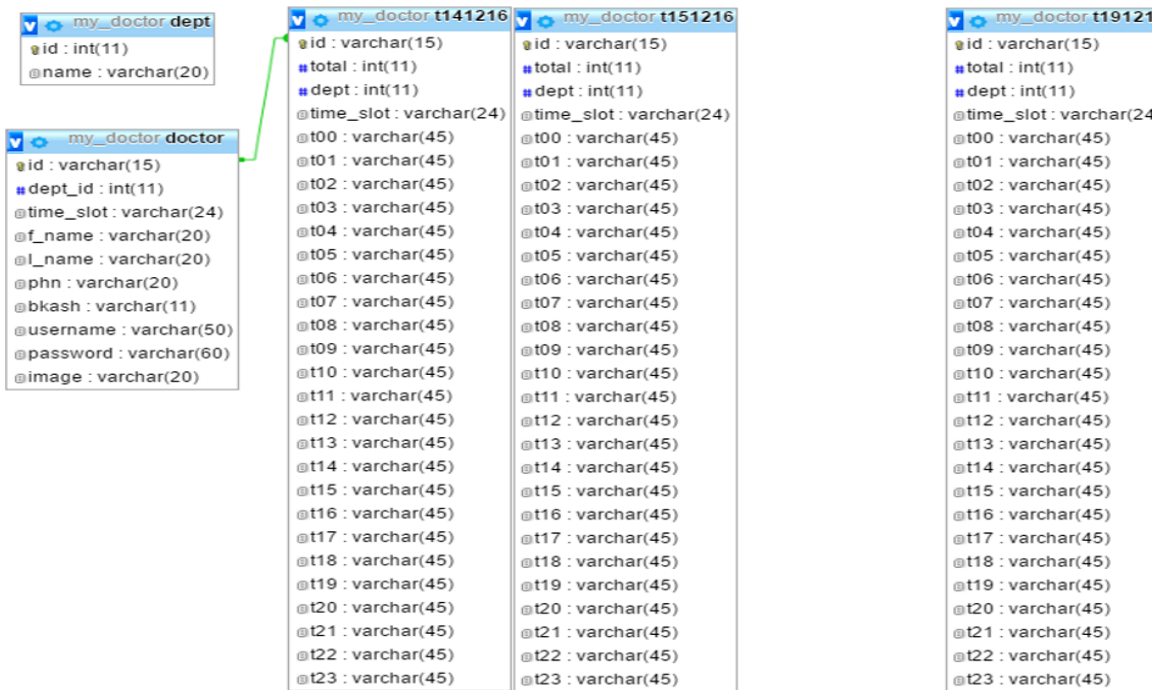 my_doctor dept
id : int(11)
name : varchar(20)
my_doctor doctor
id : varchar(15)
dept_id : int(11)
time_slot : varchar(24)
f_name : varchar(20)
l_name : varchar(20)
phn : varchar(20)
bkash : varchar(11)
username : varchar(50)
password : varchar(60)
image : varchar(20)
my_doctor t141216
id : varchar(15)
total : int(11)
dept : int(11)
time_slot : varchar(24)
t00 : varchar(45)
t01 : varchar(45)
t02 : varchar(45)
t03 : varchar(45)
t04 : varchar(45)
t05 : varchar(45)
t06 : varchar(45)
t07 : varchar(45)
t08 : varchar(45)
t09 : varchar(45)
t10 : varchar(45)
t11 : varchar(45)
t12 : varchar(45)
t13 : varchar(45)
t14 : varchar(45)
t15 : varchar(45)
t16 : varchar(45)
t17 : varchar(45)
t18 : varchar(45)
t19 : varchar(45)
t20 : varchar(45)
t21 : varchar(45)
t22 : varchar(45)
t23 : varchar(45)
my_doctor t151216
id : varchar(15)
total : int(11)
dept : int(11)
time_slot : varchar(24)
t00 : varchar(45)
t01 : varchar(45)
t02 : varchar(45)
t03 : varchar(45)
t04 : varchar(45)
t05 : varchar(45)
t06 : varchar(45)
t07 : varchar(45)
t08 : varchar(45)
t09 : varchar(45)
t10 : varchar(45)
t11 : varchar(45)
t12 : varchar(45)
t13 : varchar(45)
t14 : varchar(45)
t15 : varchar(45)
t16 : varchar(45)
t17 : varchar(45)
t18 : varchar(45)
t19 : varchar(45)
t20 : varchar(45)
t21 : varchar(45)
t22 : varchar(45)
t23 : varchar(45)
my_doctor t19121
id : varchar(15)
total : int(11)
dept : int(11)
time_slot : varchar(24
t00 : varchar(45)
t01 : varchar(45)
t02 : varchar(45)
t03 : varchar(45)
t04 : varchar(45)
t05 : varchar(45)
t06 : varchar(45)
t07 : varchar(45)
t08 : varchar(45)
t09 : varchar(45)
t10 : varchar(45)
t11 : varchar(45)
t12 : varchar(45)
t13 : varchar(45)
t14 : varchar(45)
t15 : varchar(45)
t16 : varchar(45)
t17 : varchar(45)
t18 : varchar(45)
t19 : varchar(45)
t20 : varchar(45)
t21 : varchar(45)
t22 : varchar(45)
t23 : varchar(45)